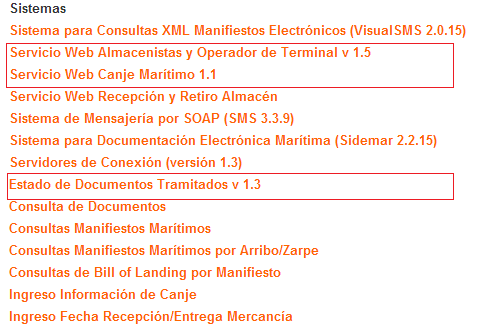 Sistemas
Sistema para Consultas XML Manifiestos Electrónicos (VisualSMS 2.0.15)
Servicio Web Almacenistas y Operador de Terminal v 1.5
Servicio Web Canje Marítimo 1.1
Servicio Web Recepción y Retiro Almacén
Sistema de Mensajería por SOAP (SMS 3.3.9)
Sistema para Documentación Electrónica Marítima (Sidemar 2.2.15)
Servidores de Conexión (versión 1.3)
Estado de Documentos Tramitados v 1.3
Consulta de Documentos
Consultas Manifiestos Marítimos
Consultas Manifiestos Marítimos por Arribo/Zarpe
Consultas de Bill of Landing por Manifiesto
Ingreso Información de Canje
Ingreso Fecha Recepción/Entrega Mercancía